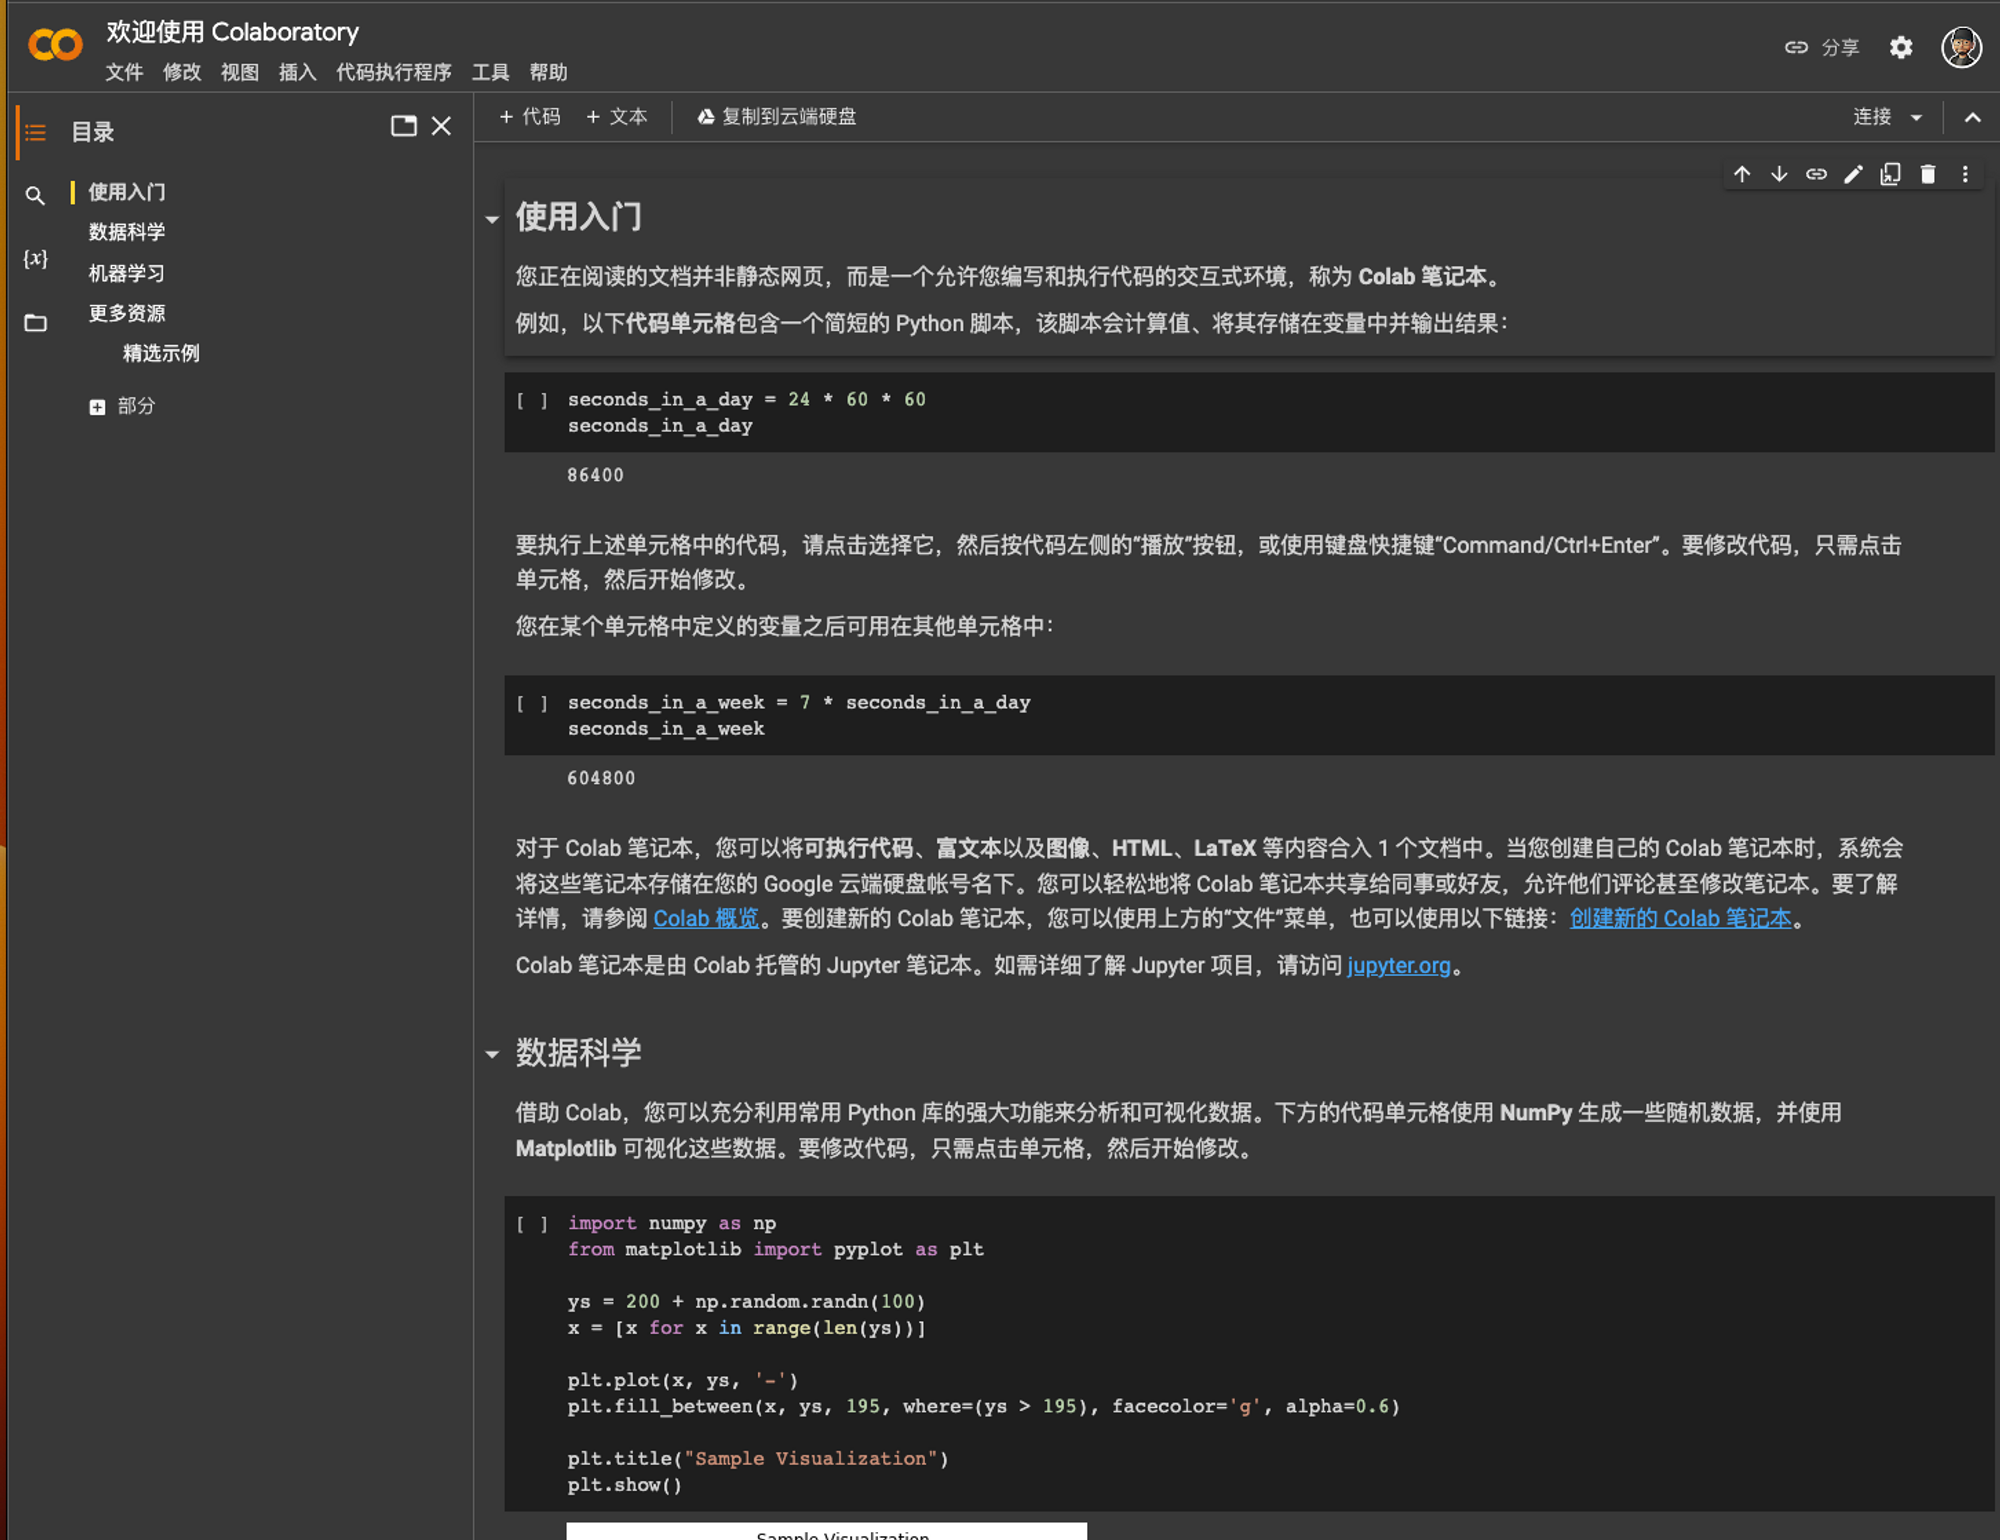 欢迎使用 Colaboratory
文件 修改 视图 插入 代码执行程序 工具 帮助
分享
目录
使用入门
数据科学
机器学习
更多资源
精选示例
部分
+ 代码 + 文本 复制到云端硬盘
连接
使用入门
您正在阅读的文档并非静态网页，而是一个允许您编写和执行代码的交互式环境，称为 Colab 笔记本。
例如，以下代码单元格包含一个简短的 Python 脚本，该脚本会计算值、将其存储在变量中并输出结果：
[ ] seconds_in_a_day = 24 * 60 * 60
seconds_in_a_day
86400
要执行上述单元格中的代码，请点击选择它，然后按代码左侧的“播放”按钮，或使用键盘快捷键“Command/Ctrl+Enter”。要修改代码，只需点击
单元格，然后开始修改。
您在某个单元格中定义的变量之后可用在其他单元格中：
[ ] seconds_in_a_week = 7 * seconds_in_a_day
seconds_in_a_week
604800
对于 Colab 笔记本，您可以将可执行代码、富文本以及图像、HTML、LaTeX 等内容合入 1 个文档中。当您创建自己的 Colab 笔记本时，系统会
将这些笔记本存储在您的 Google 云端硬盘帐号名下。您可以轻松地将 Colab 笔记本共享给同事或好友，允许他们评论甚至修改笔记本。要了解
详情，请参阅 Colab 概览。要创建新的 Colab 笔记本，您可以使用上方的“文件”菜单，也可以使用以下链接：创建新的 Colab 笔记本。
Colab 笔记本是由 Colab 托管的 Jupyter 笔记本。如需详细了解 Jupyter 项目，请访问 jupyter.org。
数据科学
借助 Colab，您可以充分利用常用 Python 库的强大功能来分析和可视化数据。下方的代码单元格使用 NumPy 生成一些随机数据，并使用
Matplotlib 可视化这些数据。要修改代码，只需点击单元格，然后开始修改。
[ ] import numpy as np
from matplotlib import pyplot as plt
ys = 200 + np.random.randn(100)
x = [x for x in range(len(ys))]
plt.plot(x, ys, '-')
plt.fill_between(x, ys, 195, where=(ys > 195), facecolor='g', alpha=0.6)
plt.title("Sample Visualization")
plt.show()
Sample Visualization